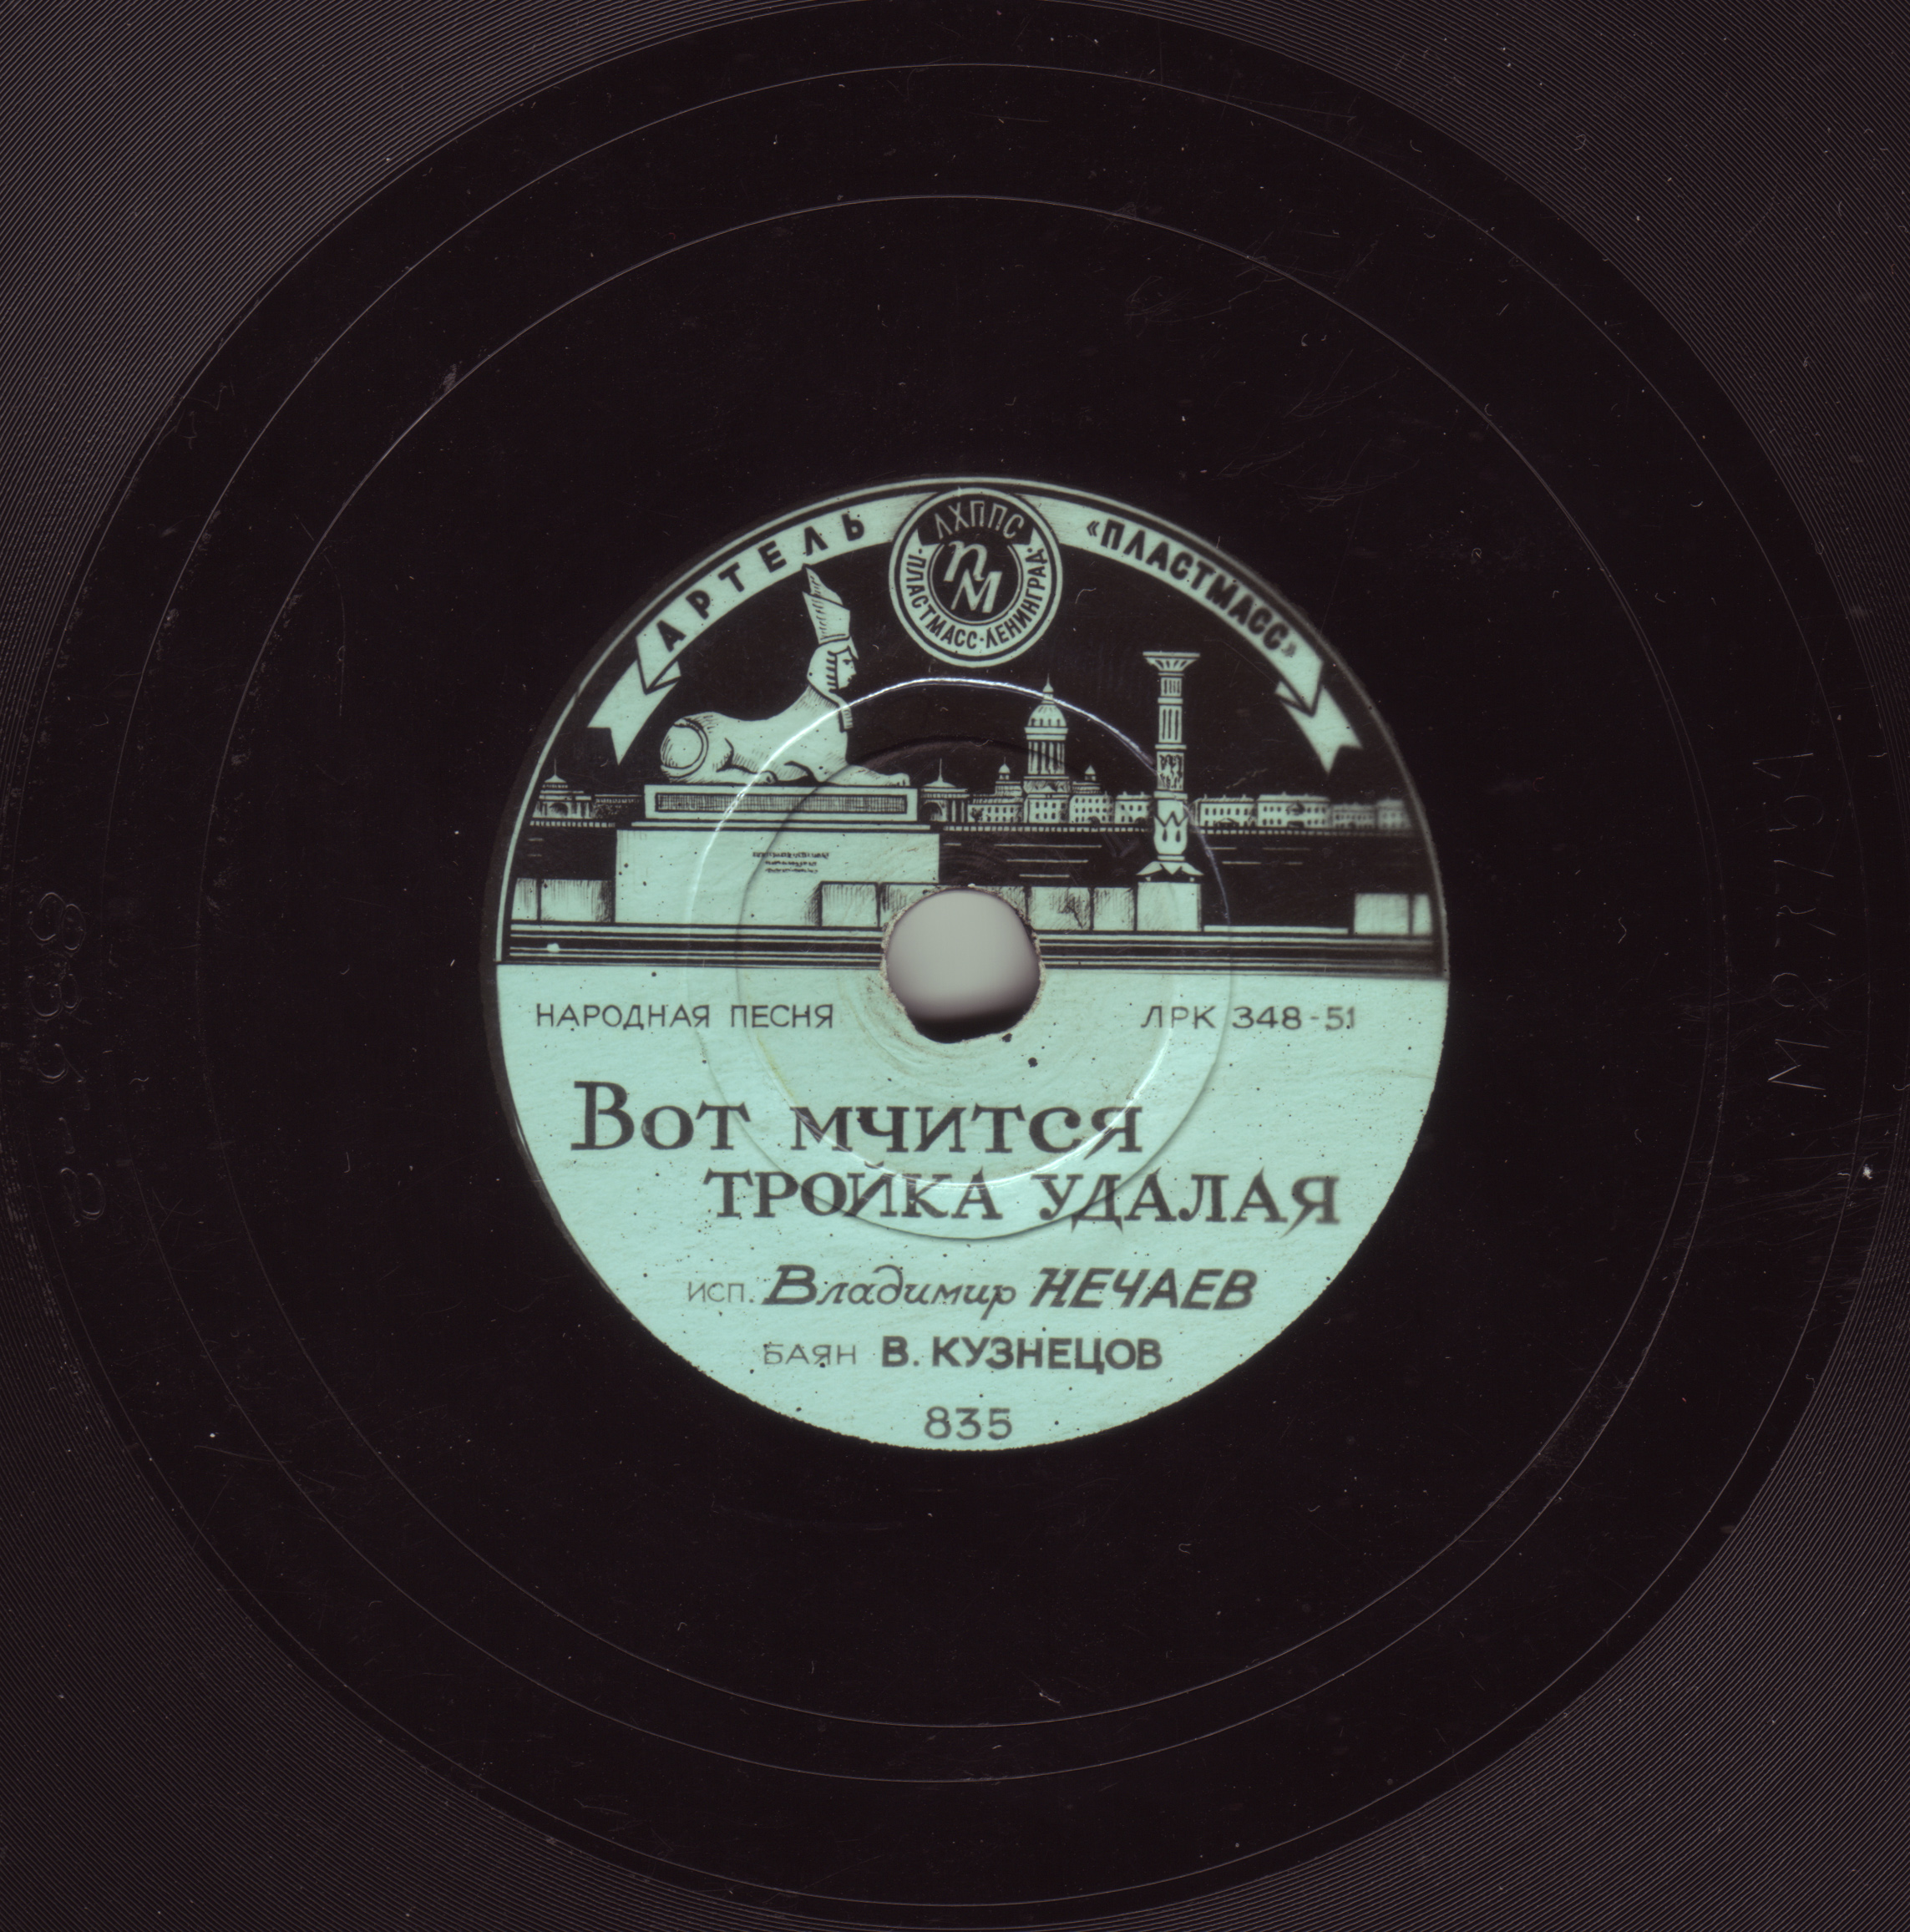 АРТЕЛЬ «ПЛАСТМАСС»
ЛХППС
ПМ
·ПЛАСТМАСС·ЛЕНИНГРАД·
НАРОДНАЯ ПЕСНЯ ЛРК 348-51
Вот мчится
ТРОЙКА УДАЛАЯ
исп. Владимир НЕЧАЕВ
БАЯН В. КУЗНЕЦОВ
835